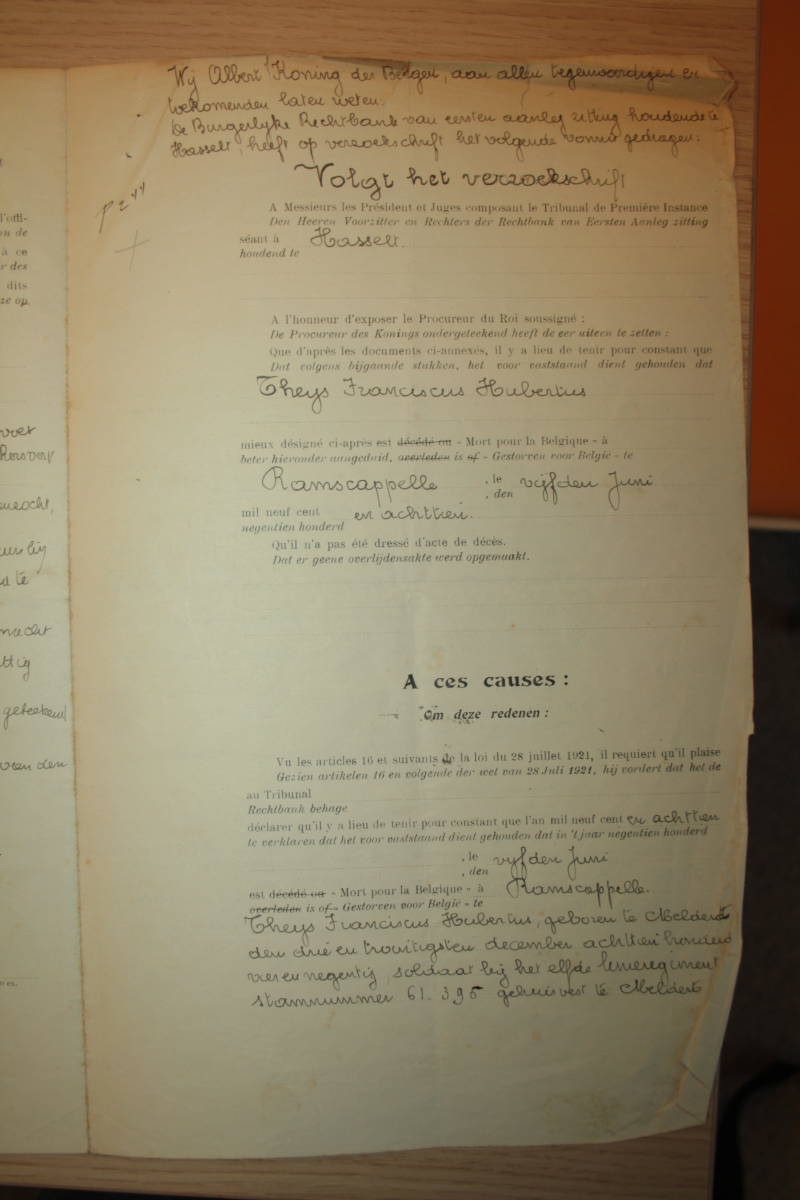 Wij Albert Koning der Belgen, aan allen tegenwoordigen en
toekomenden laten weten.
De Burgerlijke Rechtbank van eersten aanleg zitting houdende te
Hasselt, heeft op verzoekschrift het volgende vonnis gedragen:
Volgt het verzoekschrift
A Messieurs les Président et Juges composant le Tribunal de Première Instance
Den Heeren Voorzitter en Rechters der Rechtbank van Eersten Aanleg zitting
séant à Hasselt.
houdend te
A l'honneur d'exposer le Procureur du Roi soussigné :
De Procureur des Konings ondergeteekend heeft de eer uiteen te zetten :
Que d'après les documents ci-annexés, il y a lieu de tenir pour constant que
Dat volgens bijgaande stukken, het voor vaststaand dient gehouden dat
Theys Franciscus Hubertus
mieux désigné ci-après est décédé ou - Mort pour la Belgique - à
beter hieronder aangeduid, overleden is of - Gestorven voor Belgie - te
Ramscappelle , le vijfden Juni
, den
mil neuf cent en achttien.
negentien honderd
Qu'il n'a pas été dressé d'acte de décès.
Dat er geene overlijdensakte werd opgemaakt.
A ces causes :
Om deze redenen :
Vu les articles 16 et suivants de la loi du 28 juillet 1921, il requiert qu'il plaise
Gezien artikelen 16 en volgende der wet van 28 Juli 1921, hij vordert dat het de
au Tribunal
Rechtbank behage
déclarer qu'il y a lieu de tenir pour constant que l'an mil neuf cent en achttien
te verklaren dat het voor vaststaand dient gehouden dat in 't jaar negentien honderd
, le vijfden Juni
, den
est décédé ou - Mort pour la Belgique - à Ramscappelle.
overleden is of - Gestorven voor Belgie - te
Theys Franciscus Hubertus, geboren te Meldert
den drie en twintigsten december achttien honderd
vier en negentig, soldaat bij het elfde linieregiment
stamnummer 61.395 gehuisvest te Meldert